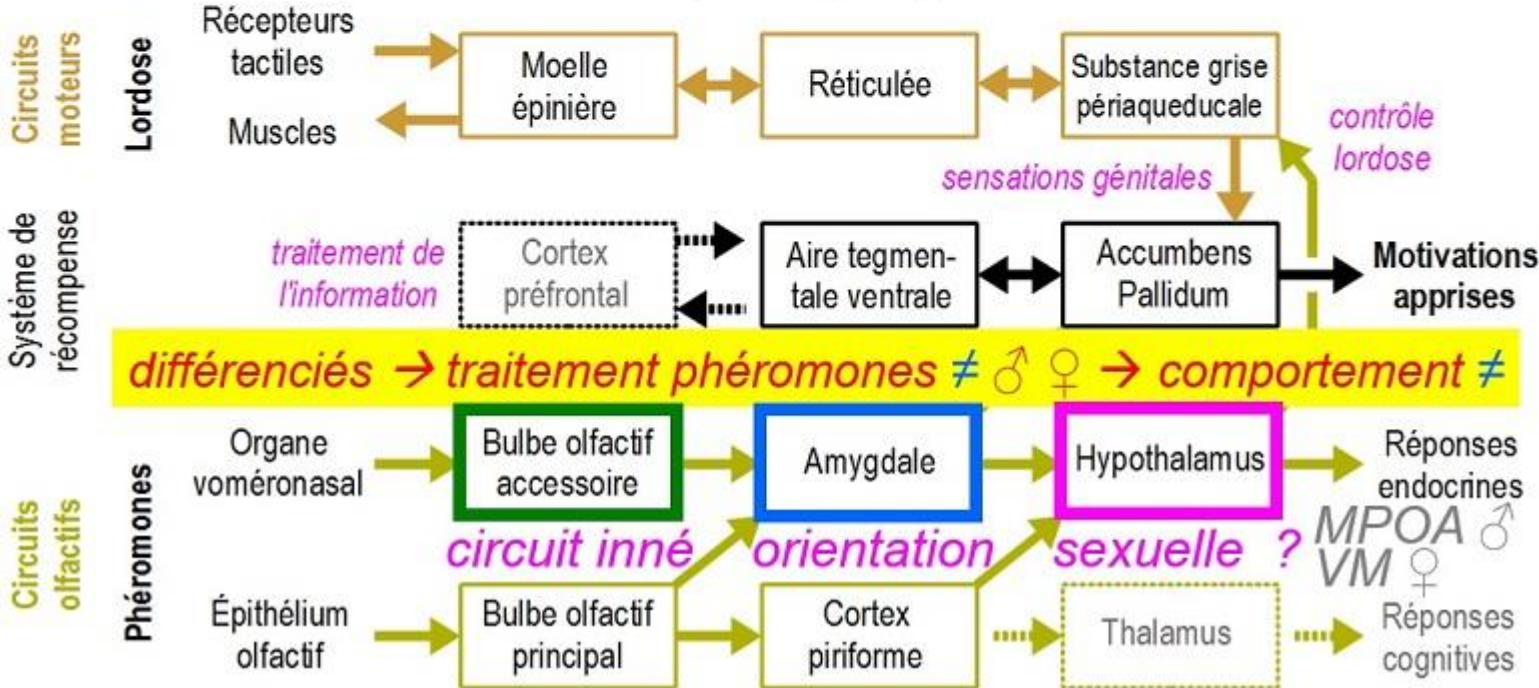 Circuits
moteurs
Lordose
Récepteurs
tactiles
Muscles
Moelle
épinière
Réticulée
Substance grise
périaqueducale
contrôle
lordose
sensations génitales
Système de
récompense
traitement de
l'information
Cortex
préfrontal
Aire tegmen-
tale ventrale
Accumbens
Pallidum
Motivations
apprises
différenciés → traitement phéromones ≠ ♂ ♀ → comportement ≠
Circuits
olfactifs
Phéromones
Organe
voméronasal
Bulbe olfactif
accessoire
Amygdale
Hypothalamus
Réponses
endocrines
circuit inné orientation sexuelle ?
MPOA ♂
VM ♀
Épithélium
olfactif
Bulbe olfactif
principal
Cortex
piriforme
Thalamus
Réponses
cognitives